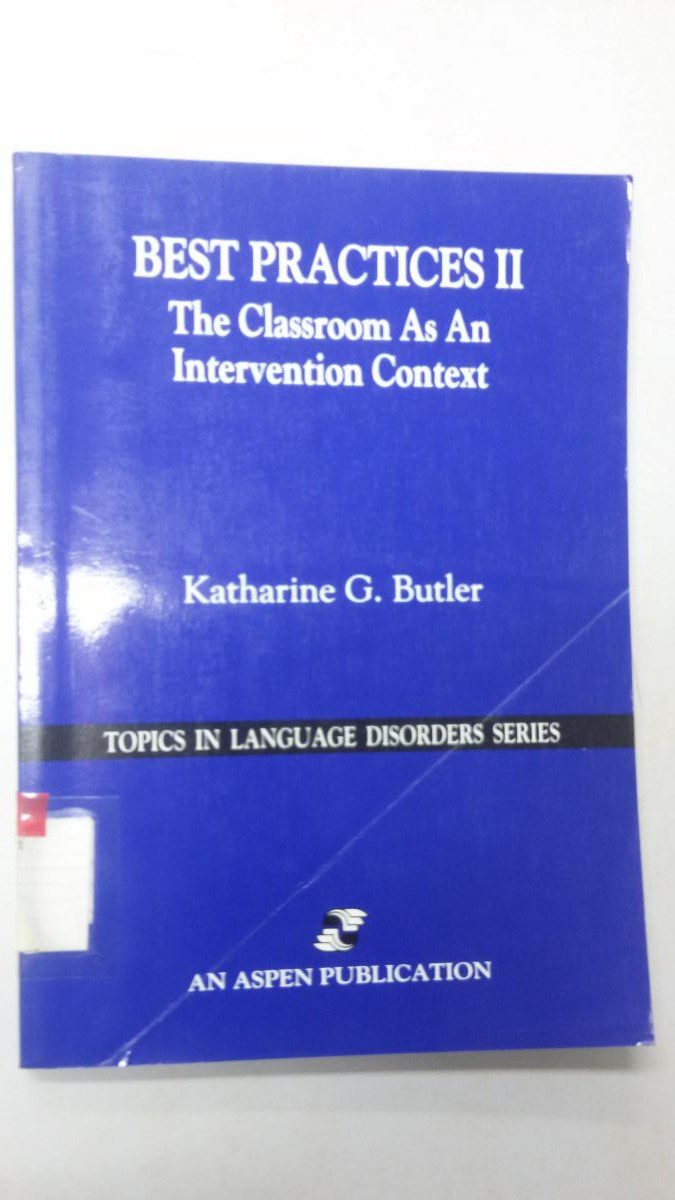 BEST PRACTICES II
The Classroom As An
Intervention Context
Katharine G. Butler
TOPICS IN LANGUAGE DISORDERS SERIES
AN ASPEN PUBLICATION